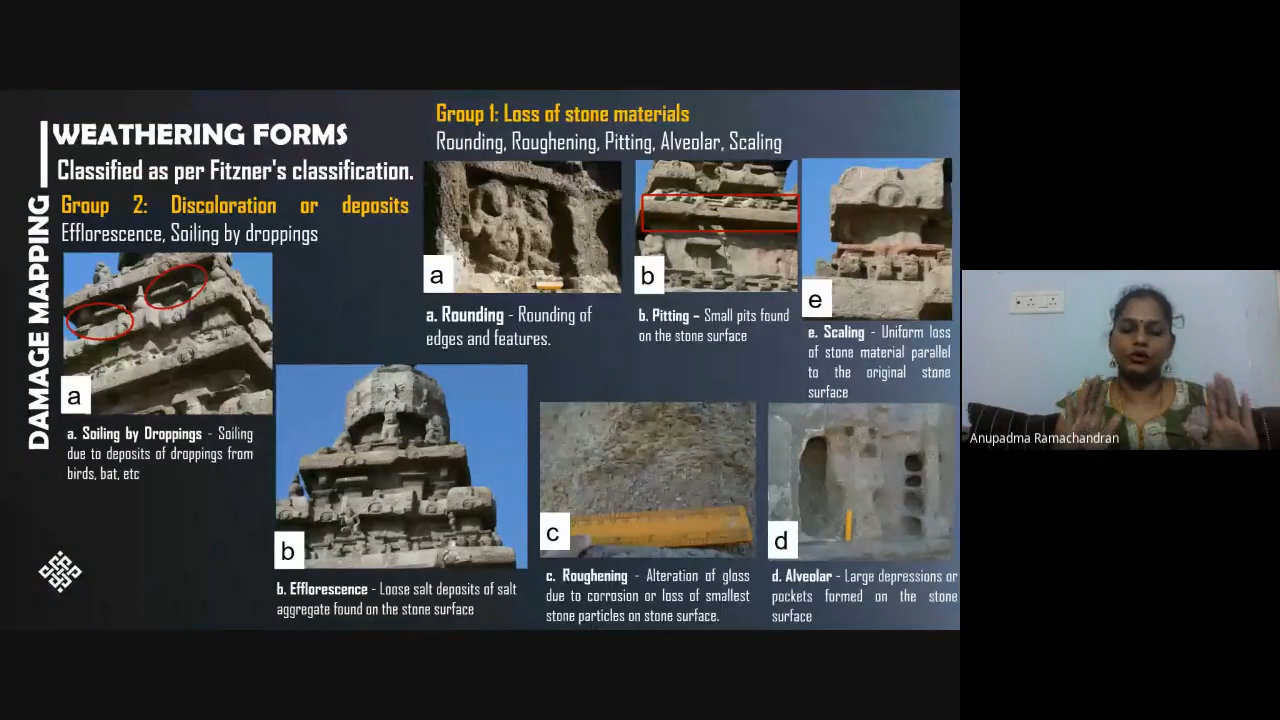 DAMAGE MAPPING
WEATHERING FORMS
Classified as per Fitzner's classification.
Group 2: Discoloration or deposits
Efflorescence, Soiling by droppings
a
a. Soiling by Droppings - Soiling
due to deposits of droppings from
birds, bat, etc
b
b. Efflorescence - Loose salt deposits of salt
aggregate found on the stone surface
Group 1: Loss of stone materials
Rounding, Roughening, Pitting, Alveolar, Scaling
a
a. Rounding - Rounding of
edges and features.
b
b. Pitting – Small pits found
on the stone surface
e
e. Scaling - Uniform loss
of stone material parallel
to the original stone
surface
c
c. Roughening - Alteration of gloss
due to corrosion or loss of smallest
stone particles on stone surface.
d
d. Alveolar - Large depressions or
pockets formed on the stone
surface
Anupadma Ramachandran